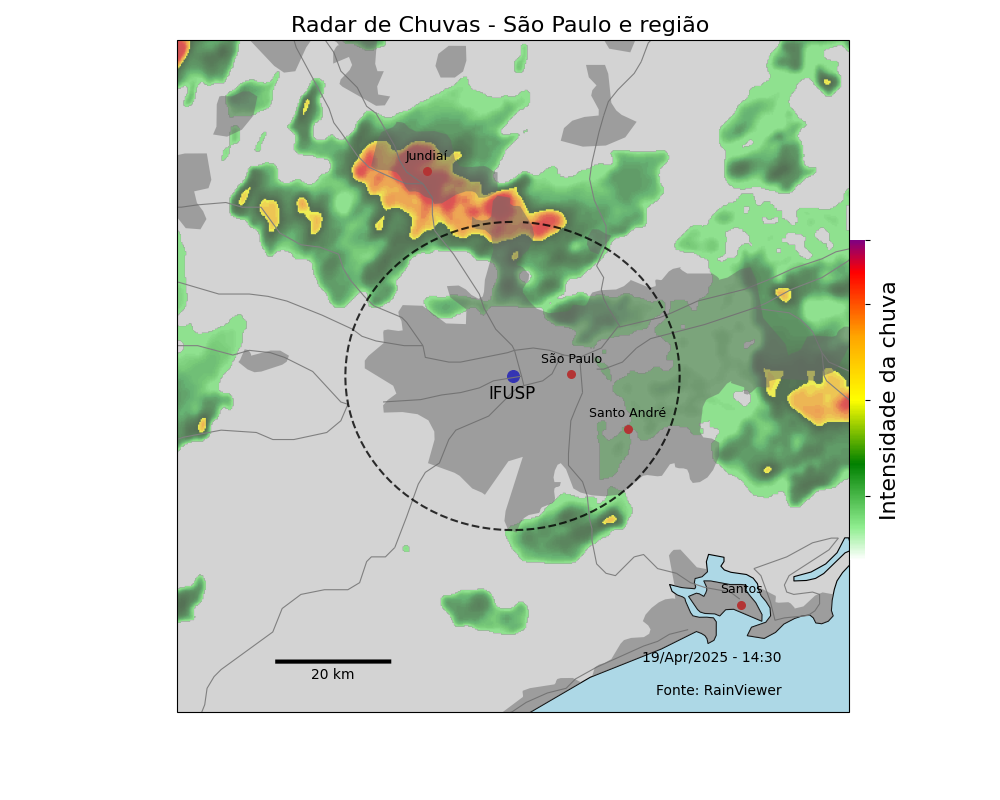 Radar de Chuvas - São Paulo e região
Jundiaí
São Paulo
IFUSP
Santo André
Intensidade da chuva
Santos
19/Apr/2025 - 14:30
20 km
Fonte: RainViewer